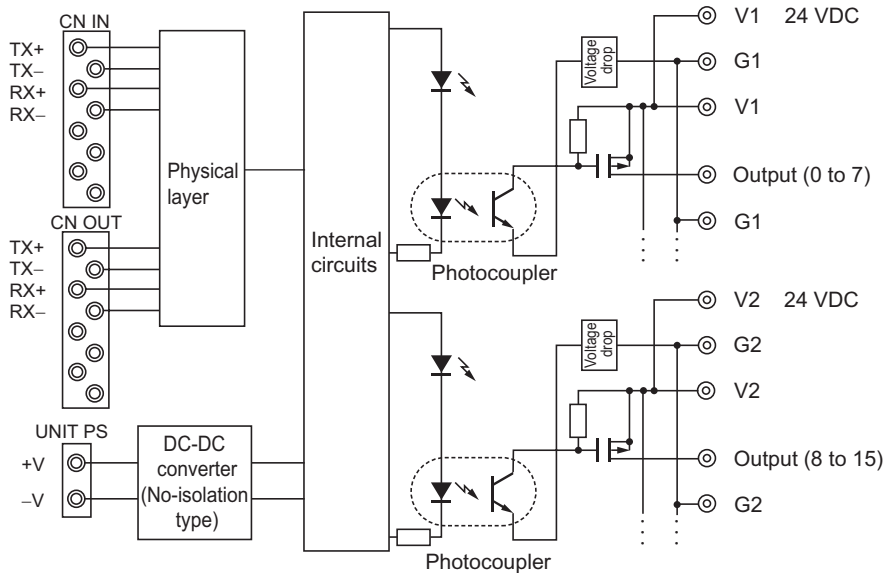 CN IN
TX+
TX–
RX+
RX–
CN OUT
TX+
TX–
RX+
RX–
UNIT PS
+V
–V
Physical
layer
DC-DC
converter
(No-isolation
type)
Internal
circuits
Photocoupler
Voltage
drop
V1 24 VDC
G1
V1
Output (0 to 7)
G1
Photocoupler
Voltage
drop
V2 24 VDC
G2
V2
Output (8 to 15)
G2